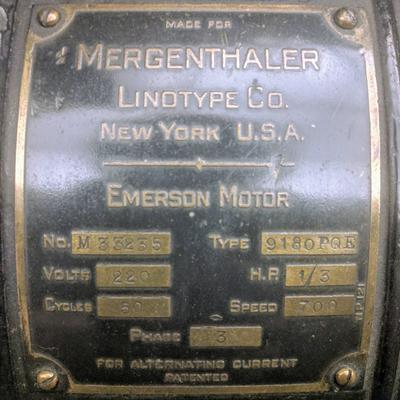 MADE FOR
MERGENTHALER
LINOTYPE CO.
NEW YORK U.S.A.
EMERSON MOTOR
NO. M 33235 TYPE 9180PQE
VOLTS 220 H.P. 1/3
CYCLES 60 SPEED 700
PHASE 3
FOR ALTERNATING CURRENT
PATENTED